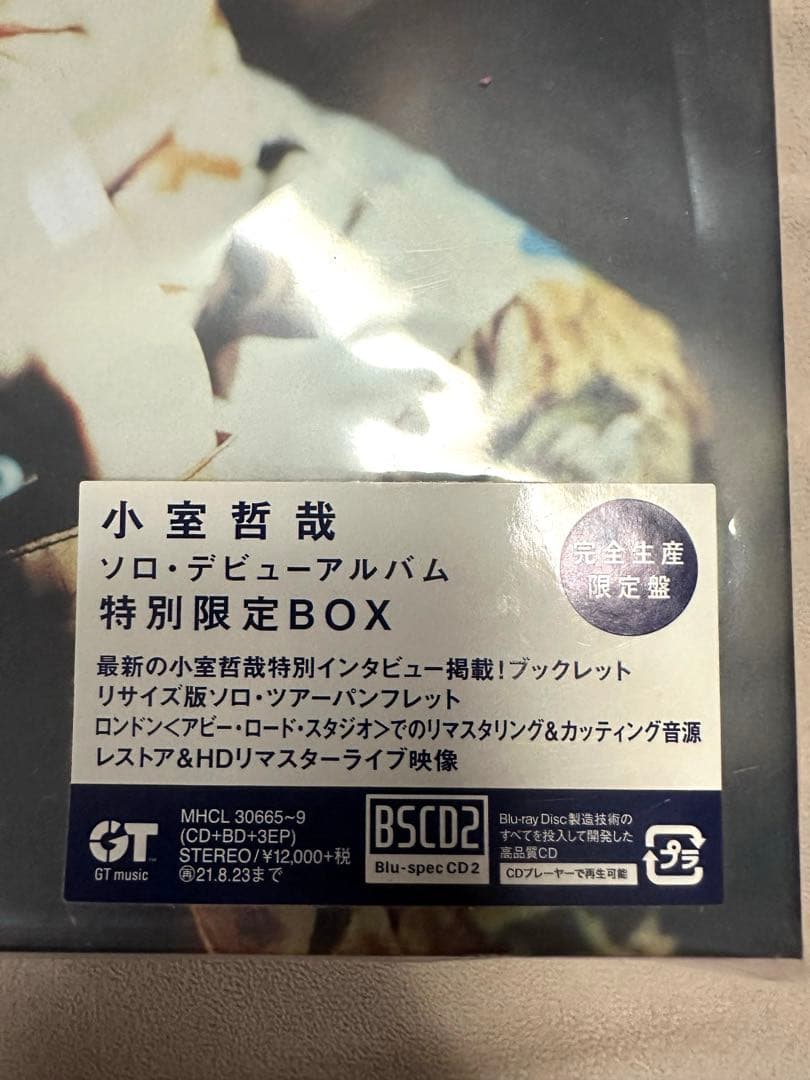 小室哲哉
ソロ・デビューアルバム
特別限定BOX
完全生産
限定盤
最新の小室哲哉特別インタビュー掲載!ブックレット
リサイズ版ソロ・ツアーパンフレット
ロンドン<アビー・ロード・スタジオ>でのリマスタリング&カッティング音源
レストア&HDリマスターライブ映像
GT
GT music
MHCL 30665~9
(CD+BD+3EP)
STEREO/¥12,000+税
再21.8.23まで
BSCD2
Blu-spec CD 2
Blu-ray Disc製造技術の
すべてを投入して開発した
高品質CD
CDプレーヤーで再生可能
プラ